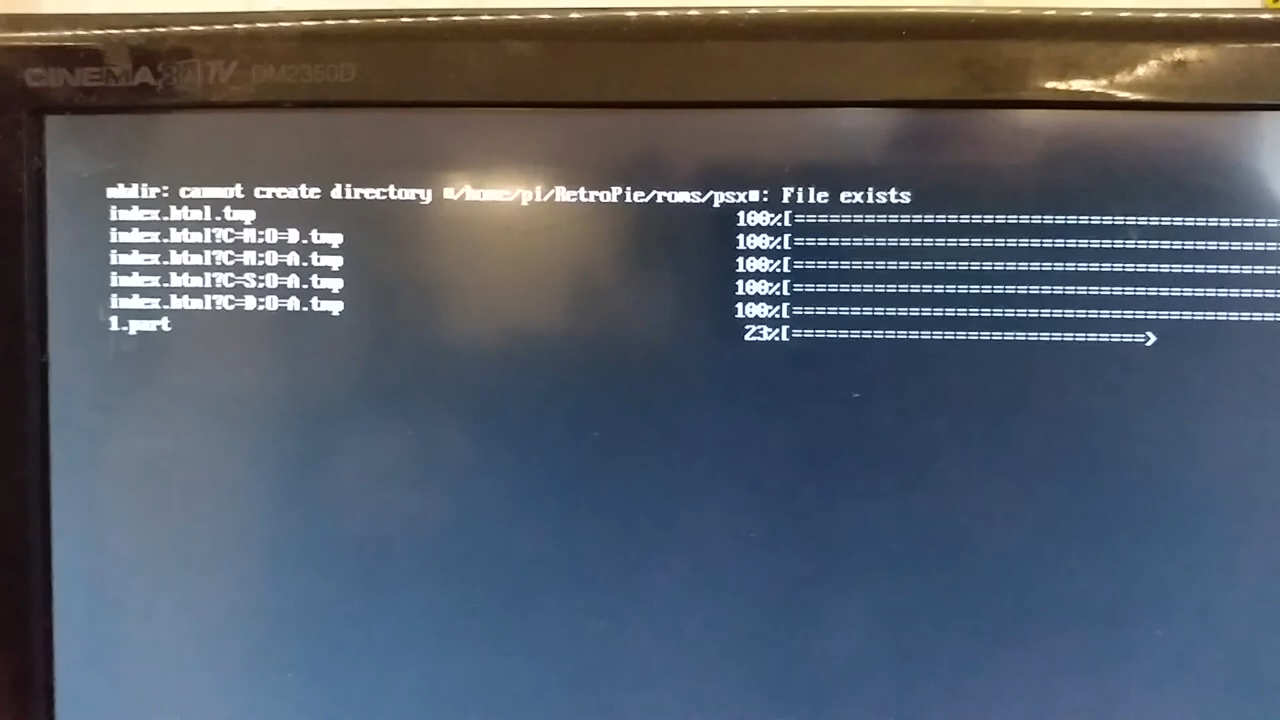 CINEMA 3D TV DM2350D
mkdir: cannot create directory ▪/home/pi/RetroPie/roms/psx▪: File exists
index.html.tmp 100%[=============================================
index.html?C=N;O=D.tmp 100%[=============================================
index.html?C=M;O=A.tmp 100%[=============================================
index.html?C=S;O=A.tmp 100%[=============================================
index.html?C=D;O=A.tmp 100%[=============================================
1.part 23%[=================================>